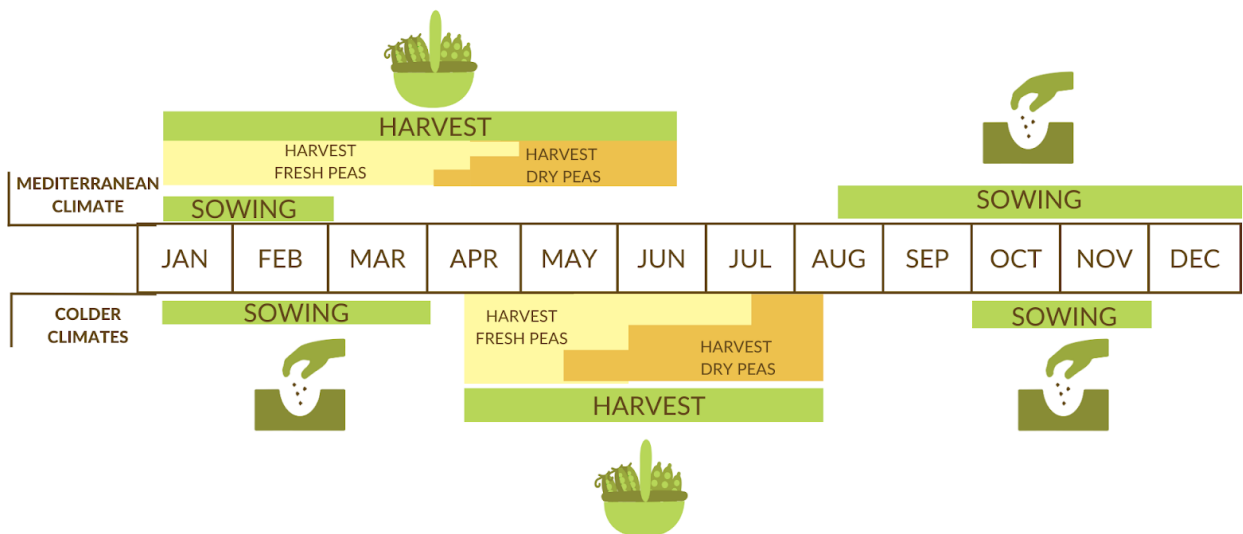 HARVEST
HARVEST
FRESH PEAS
HARVEST
DRY PEAS
MEDITERRANEAN
CLIMATE
SOWING
SOWING
JAN FEB MAR APR MAY JUN JUL AUG SEP OCT NOV DEC
COLDER
CLIMATES
SOWING
HARVEST
FRESH PEAS
HARVEST
DRY PEAS
SOWING
HARVEST